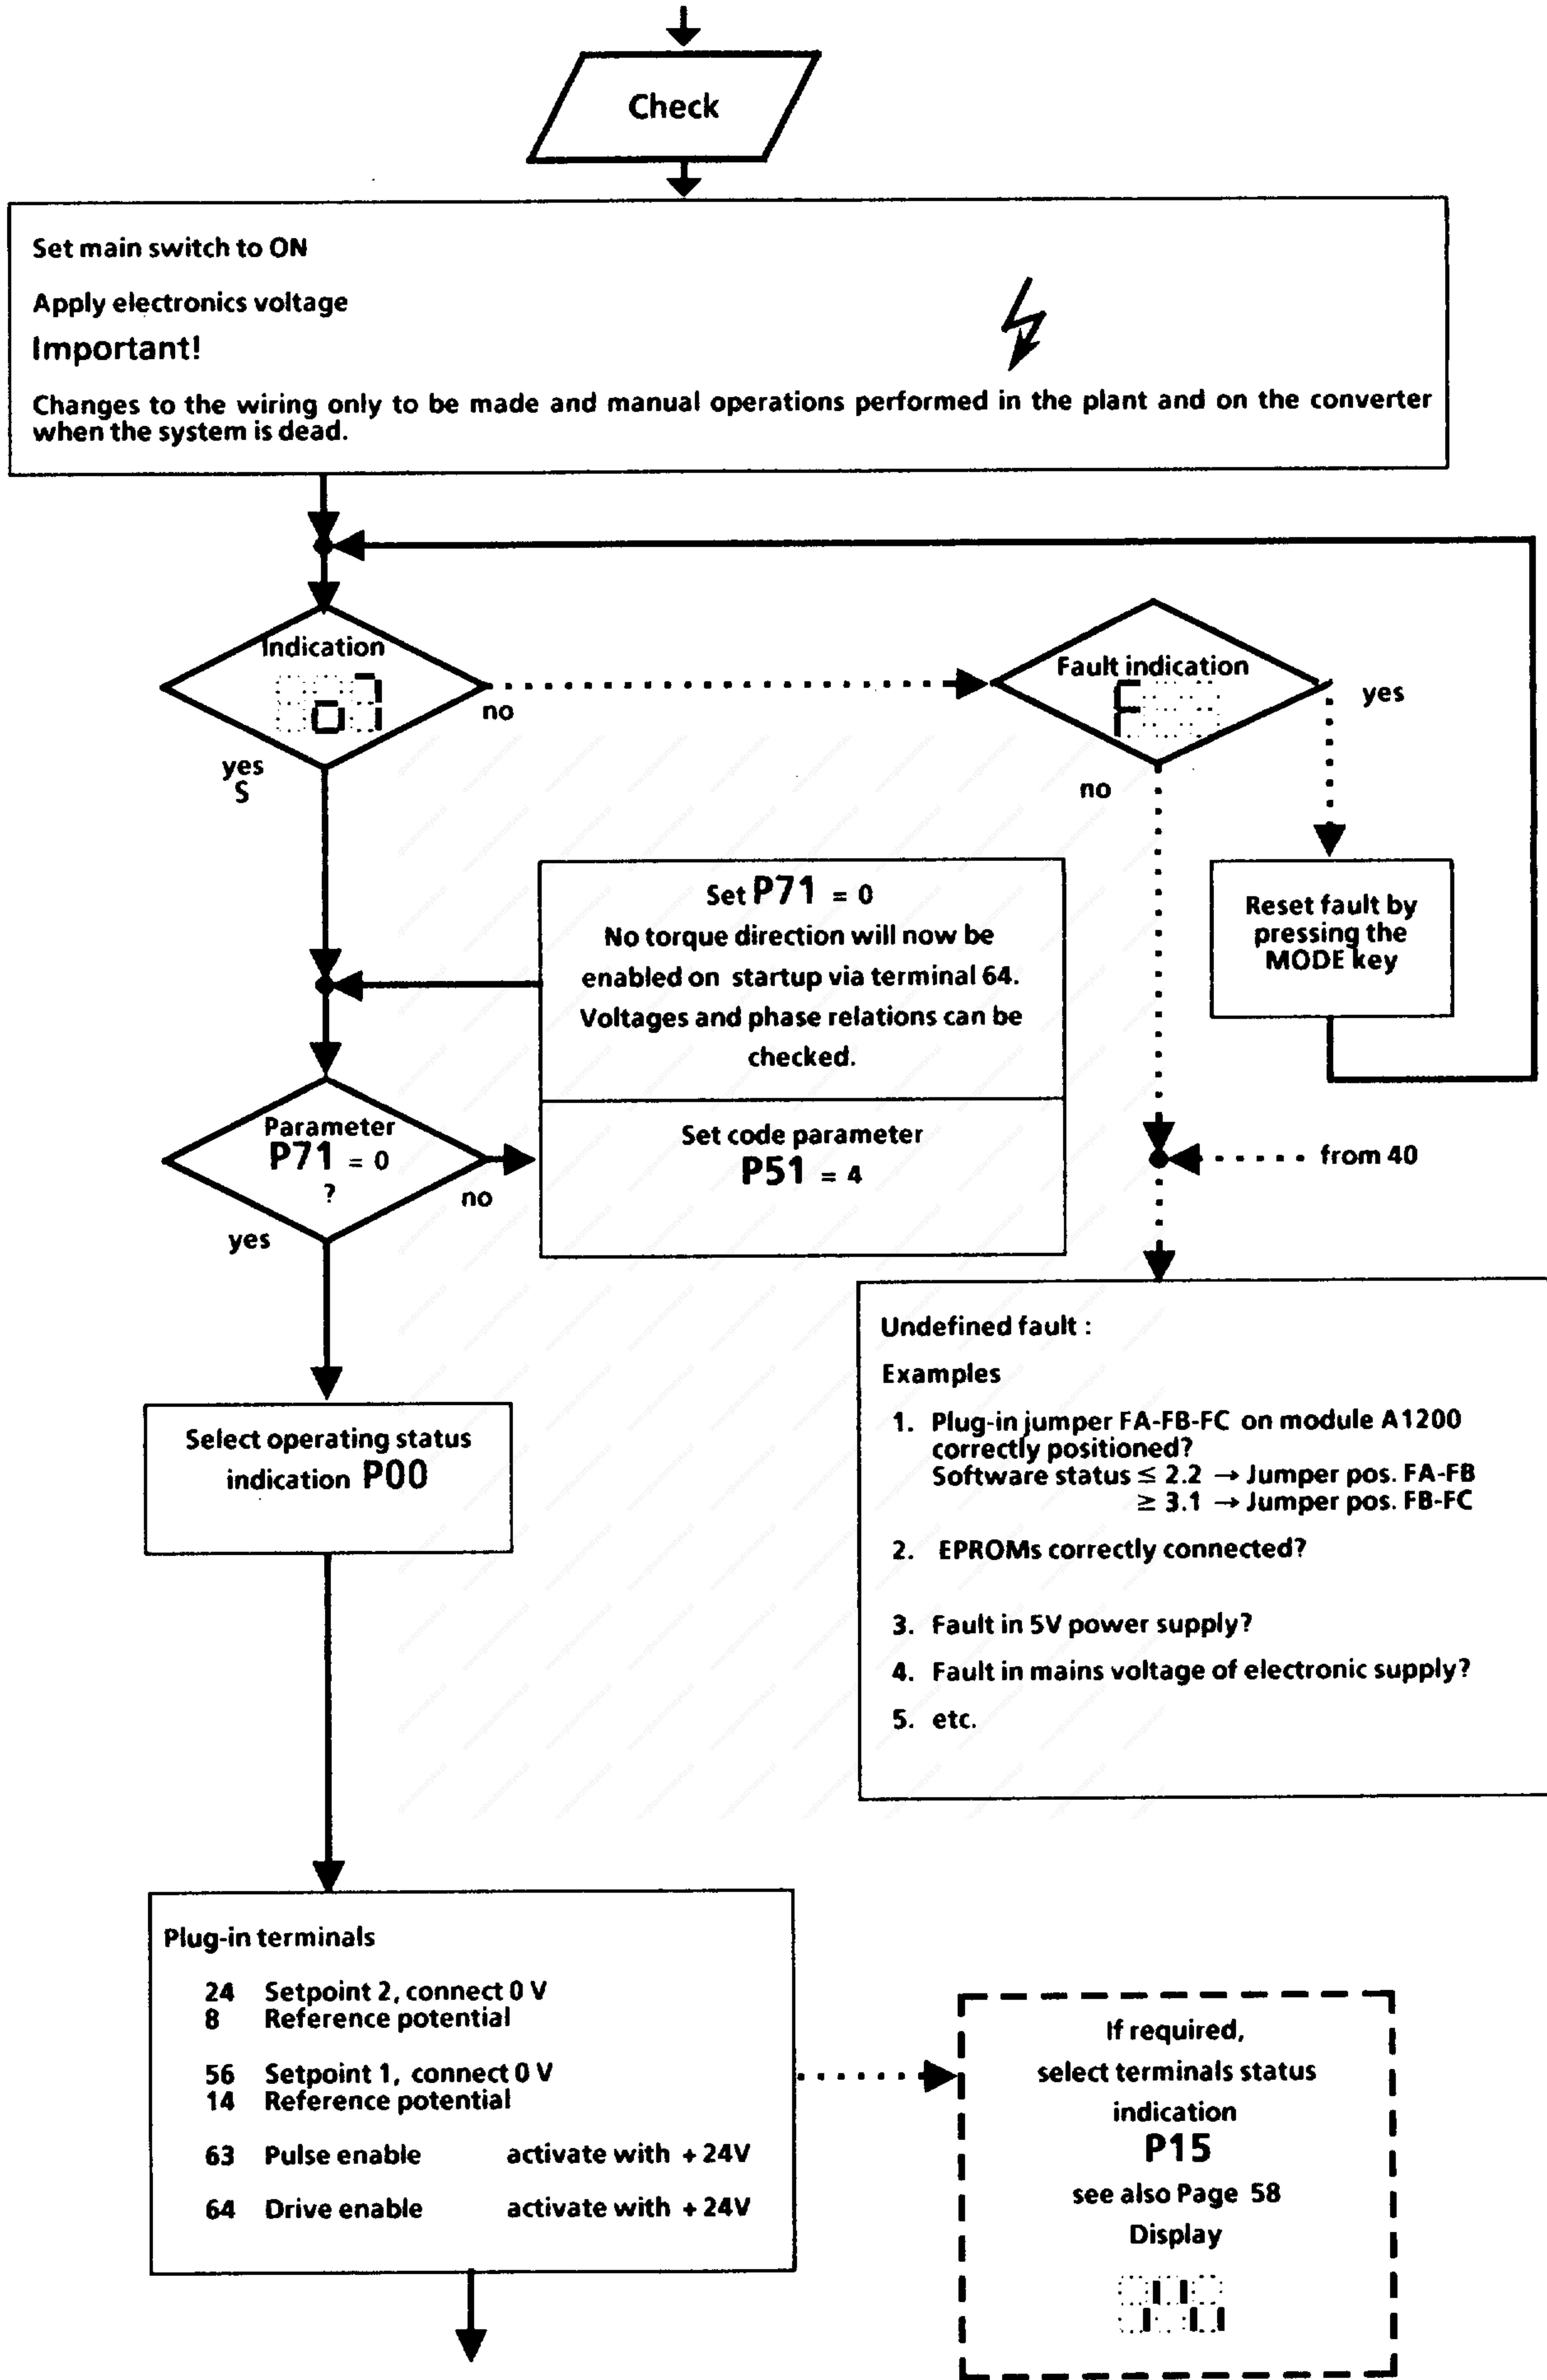 Check
Set main switch to ON
Apply electronics voltage
Important!
Changes to the wiring only to be made and manual operations performed in the plant and on the converter
when the system is dead.
Indication
no
yes
S
Fault indication
F
yes
no
Reset fault by
pressing the
MODE key
Set P71 = 0
No torque direction will now be
enabled on startup via terminal 64.
Voltages and phase relations can be
checked.
Set code parameter
P51 = 4
Parameter
P71 = 0
?
no
yes
from 40
Select operating status
indication P00
Undefined fault :
Examples
1. Plug-in jumper FA-FB-FC on module A1200
correctly positioned?
Software status ≤ 2.2 → Jumper pos. FA-FB
≥ 3.1 → Jumper pos. FB-FC
2. EPROMs correctly connected?
3. Fault in 5V power supply?
4. Fault in mains voltage of electronic supply?
5. etc.
Plug-in terminals
24 Setpoint 2, connect 0 V
8 Reference potential
56 Setpoint 1, connect 0 V
14 Reference potential
63 Pulse enable activate with +24V
64 Drive enable activate with +24V
If required,
select terminals status
indication
P15
see also Page 58
Display